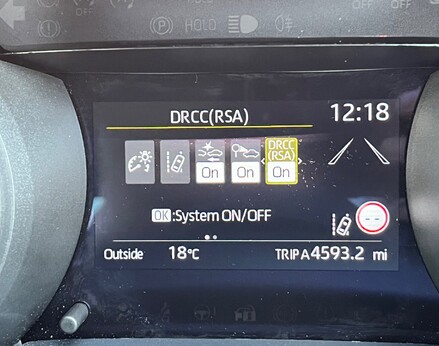 OFF
HOLD
OFF
DRCC(RSA)
12:18
DRCC
(RSA)
On
On
On
OK:System ON/OFF
Outside 18°C
TRIP A4593.2 mi